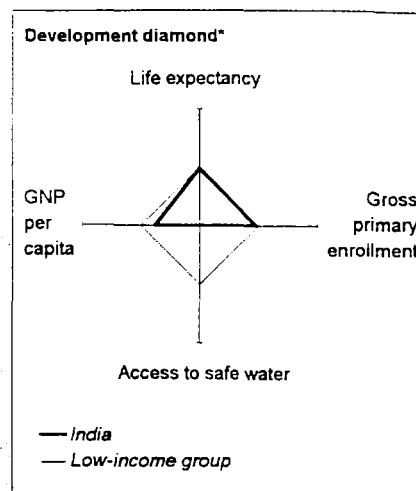 Development diamond*
Life expectancy
GNP
per
capita
Gross
primary
enrollment
Access to safe water
India
Low-income group